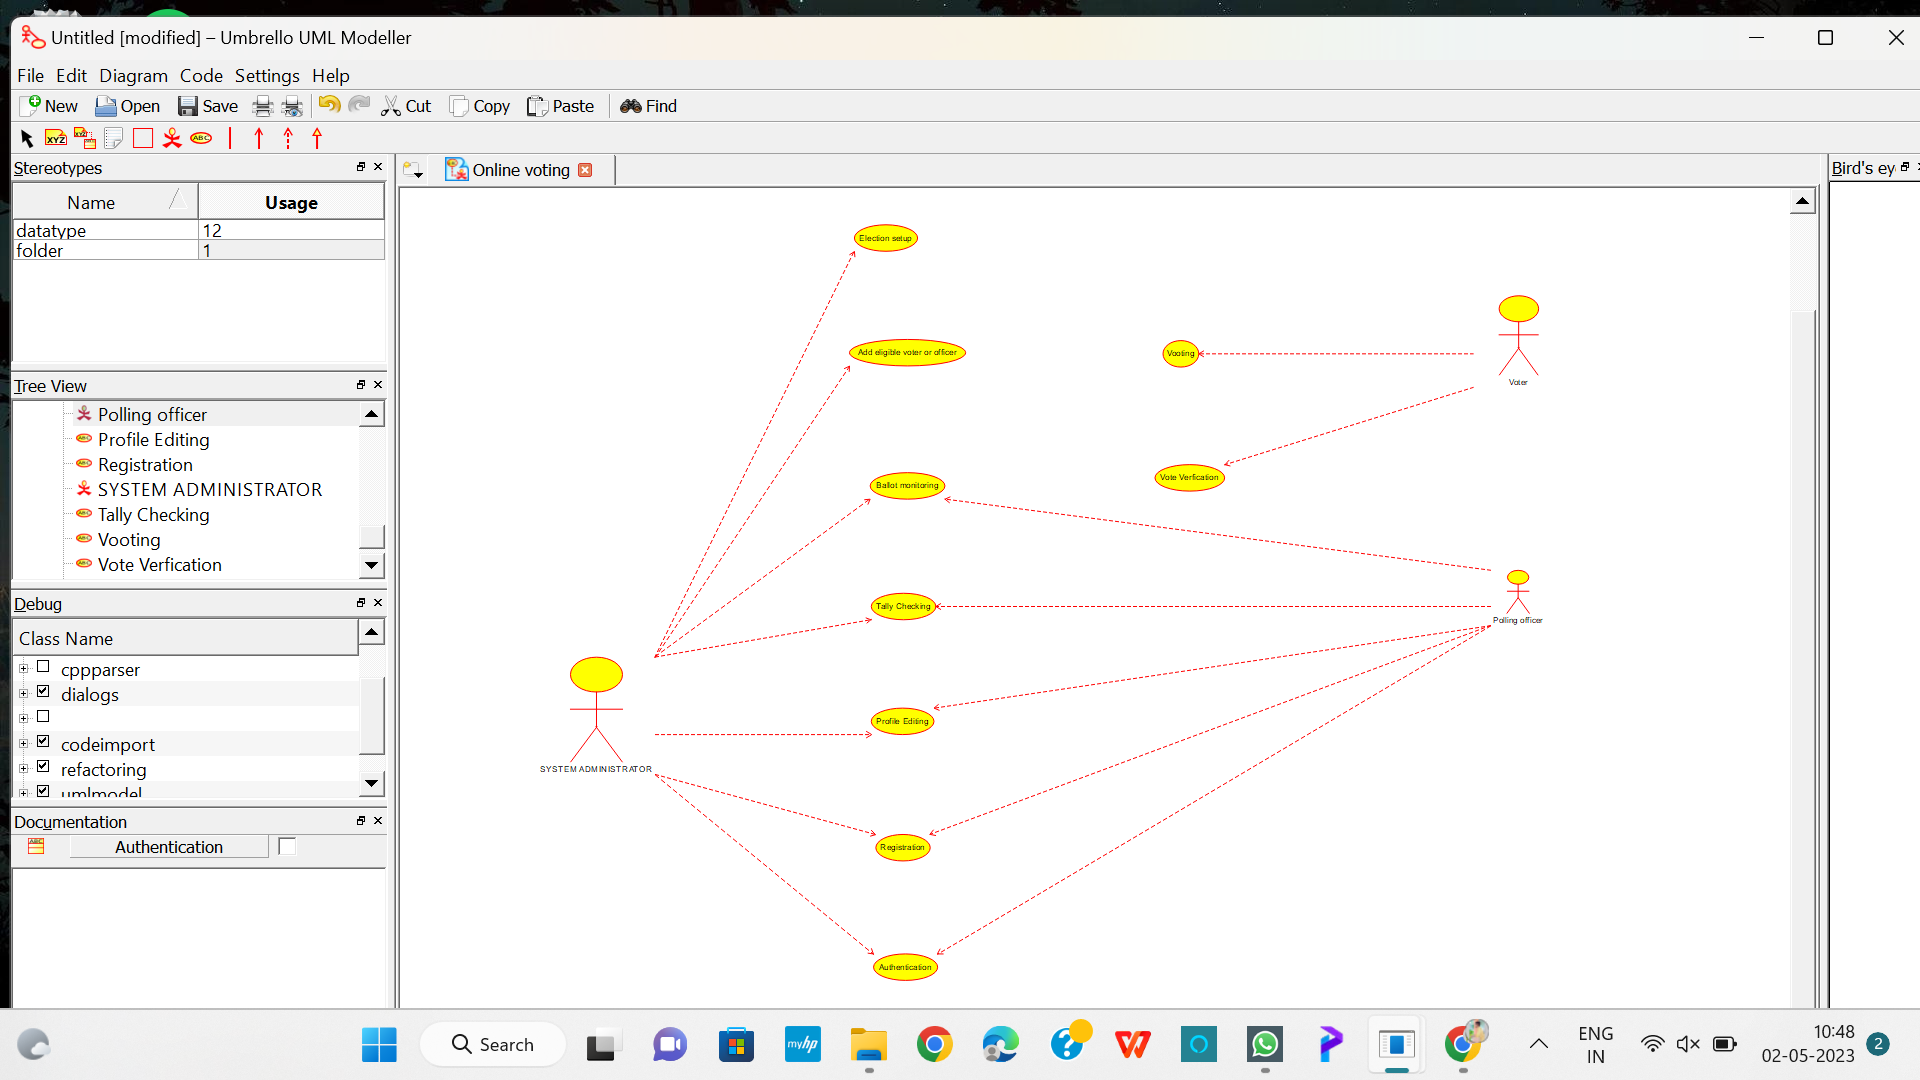 Untitled [modified] – Umbrello UML Modeller
File Edit Diagram Code Settings Help
New Open Save Cut Copy Paste Find
XYZ XYZ ABC
Stereotypes
Online voting
Bird's ey
Name Usage
datatype 12
folder 1
Tree View
Polling officer
Profile Editing
Registration
SYSTEM ADMINISTRATOR
Tally Checking
Vooting
Vote Verfication
Debug
Class Name
cppparser
dialogs
codeimport
refactoring
umlmodel
Documentation
Authentication
Election setup
Add eligible voter or officer
Vooting
Voter
Vote Verfication
Ballot monitoring
Tally Checking
Polling officer
Profile Editing
SYSTEM ADMINISTRATOR
Registration
Authentication
Search
myhp
ENG
IN
10:48
02-05-2023
2